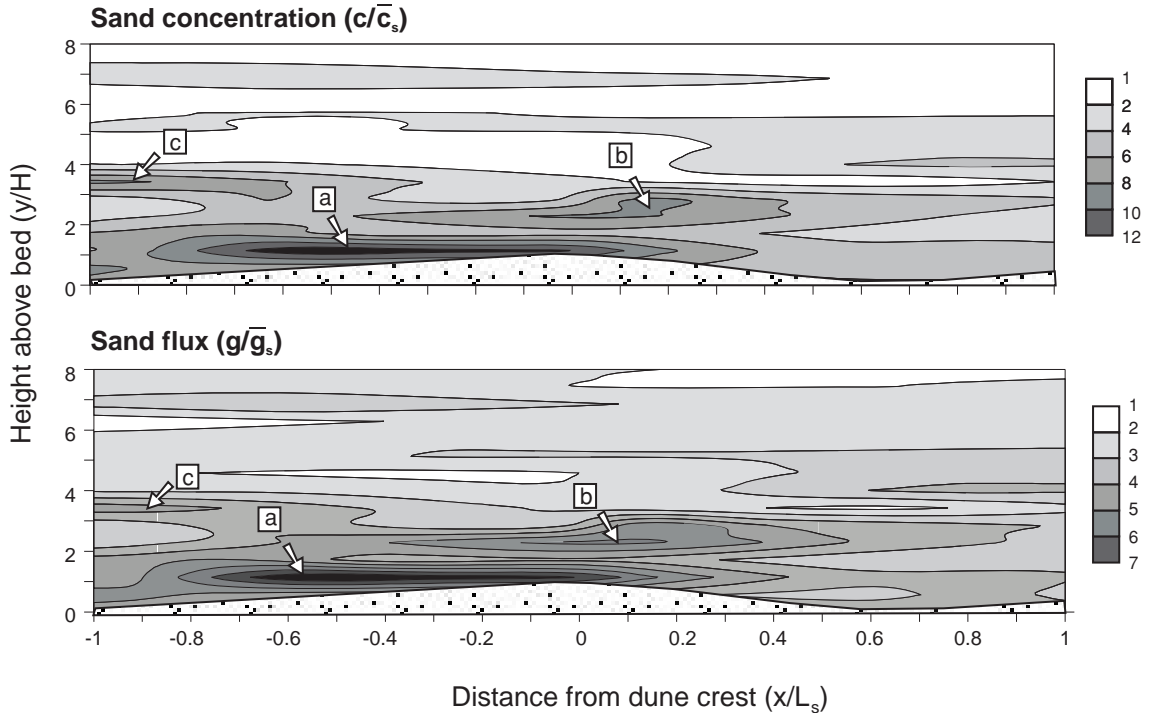 Sand concentration (c/c̅ₛ)
8
6
4
2
0
c
a
b
1
2
4
6
8
10
12
Height above bed (y/H)
Sand flux (g/g̅ₛ)
8
6
4
2
0
c
a
b
1
2
3
4
5
6
7
-1 -0.8 -0.6 -0.4 -0.2 0 0.2 0.4 0.6 0.8 1
Distance from dune crest (x/Lₛ)